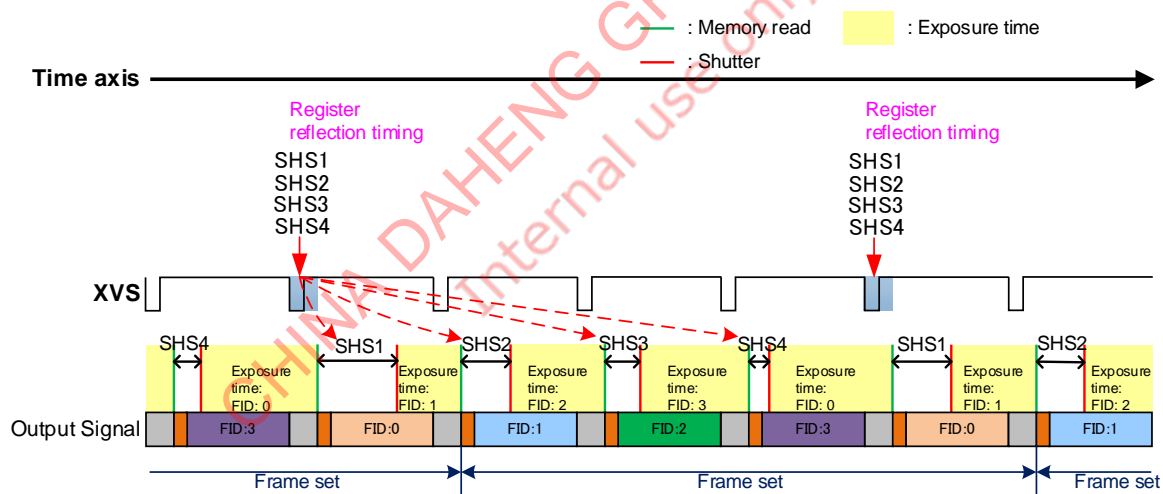 : Memory read
: Exposure time
: Shutter
Time axis
Register
reflection timing
SHS1
SHS2
SHS3
SHS4
Register
reflection timing
SHS1
SHS2
SHS3
SHS4
XVS
SHS4
SHS1
SHS2
SHS3
SHS4
SHS1
SHS2
Exposure
time:
FID: 0
Exposure
time:
FID: 1
Exposure
time:
FID: 2
Exposure
time:
FID: 3
Exposure
time:
FID: 0
Exposure
time:
FID: 1
Exposure
time:
FID: 2
Output Signal
FID:3
FID:0
FID:1
FID:2
FID:3
FID:0
FID:1
Frame set
Frame set
Frame set
CHINA DAHENG
Internal use only